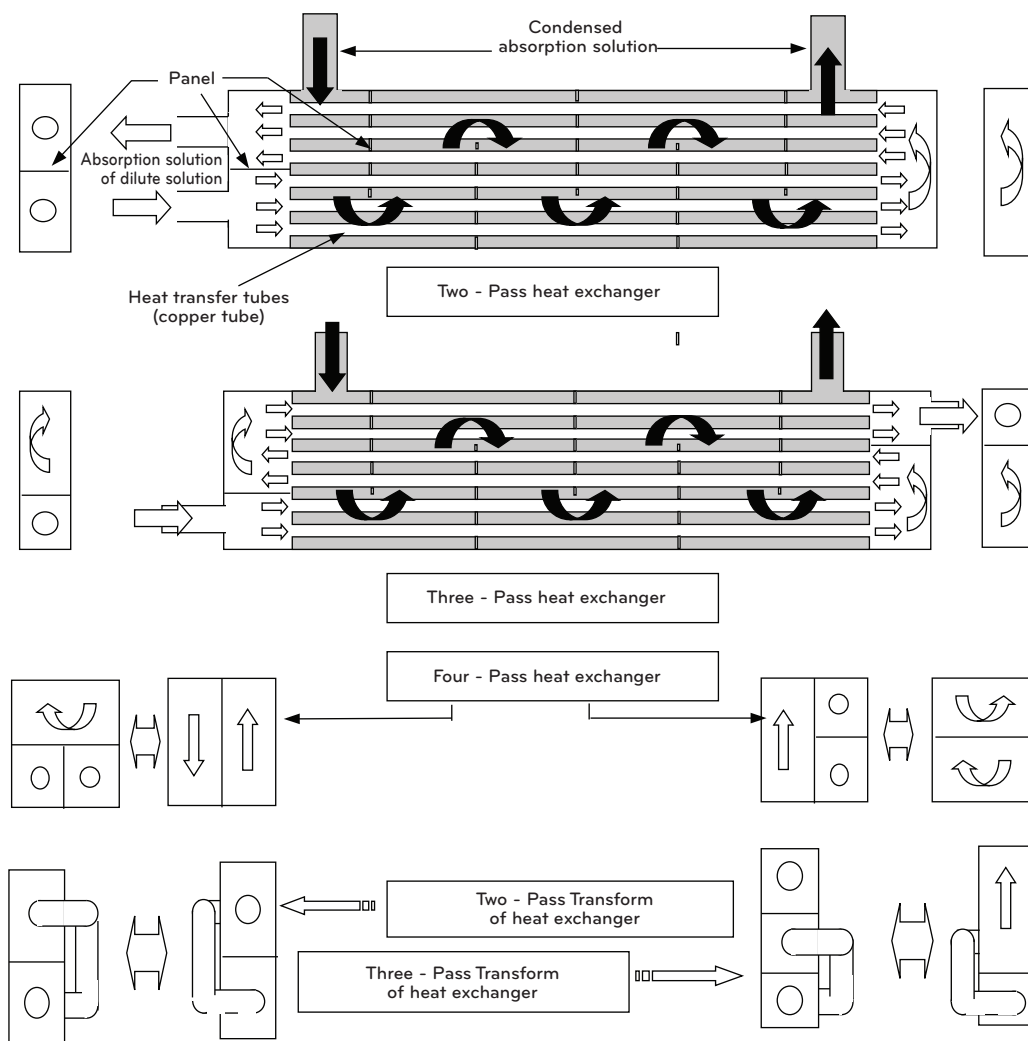 Condensed
absorption solution
Panel
Absorption solution
of dilute solution
Heat transfer tubes
(copper tube)
Two - Pass heat exchanger
Three - Pass heat exchanger
Four - Pass heat exchanger
Two - Pass Transform
of heat exchanger
Three - Pass Transform
of heat exchanger